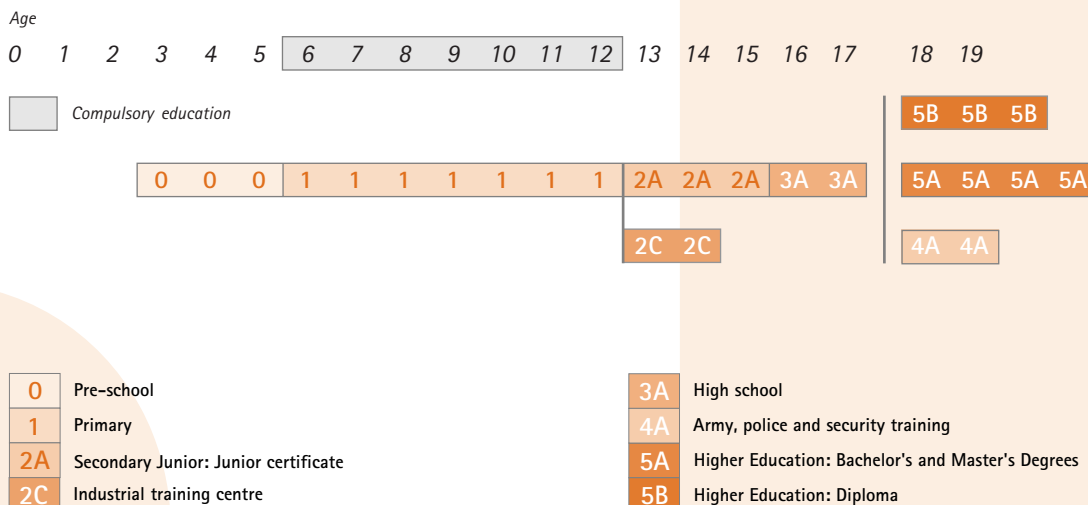 Age
0 1 2 3 4 5 6 7 8 9 10 11 12 13 14 15 16 17 18 19
Compulsory education
5B 5B 5B
0 0 0 1 1 1 1 1 1 1 2A 2A 2A 3A 3A 5A 5A 5A 5A
2C 2C 4A 4A
0 Pre-school
1 Primary
2A Secondary Junior: Junior certificate
2C Industrial training centre
3A High school
4A Army, police and security training
5A Higher Education: Bachelor's and Master's Degrees
5B Higher Education: Diploma